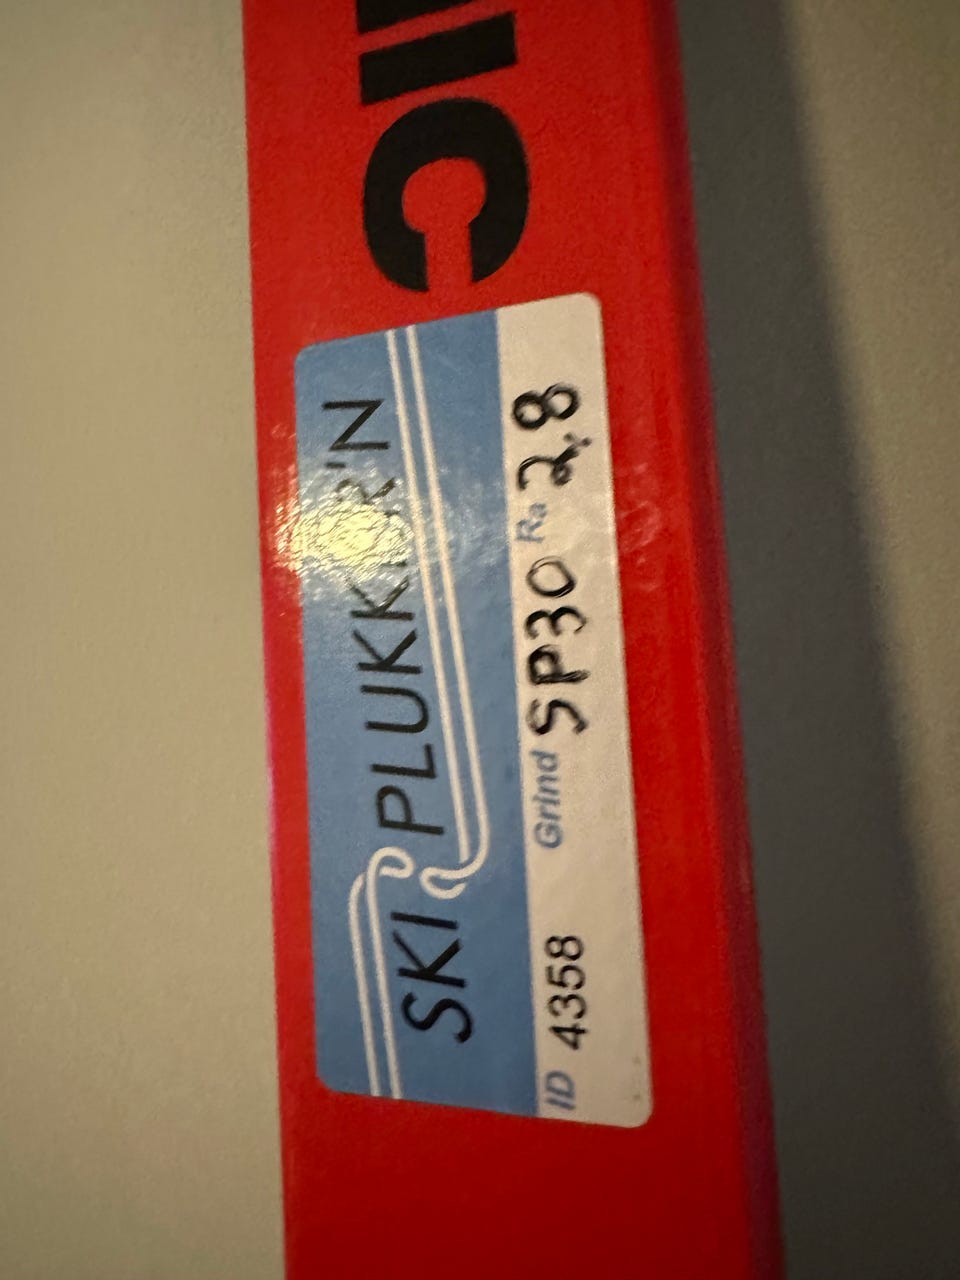 SKI PLUKKER'N
ID 4358 Grind SP30 Ra 2,8